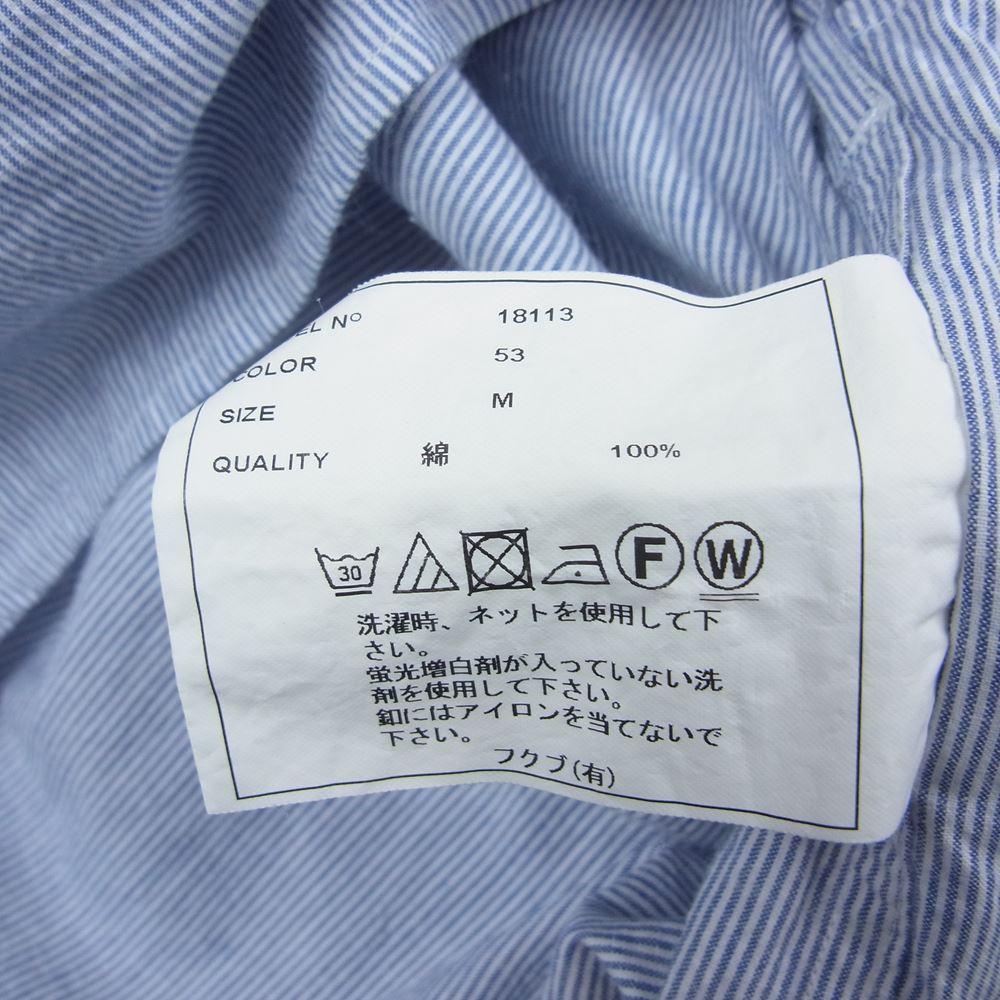 EL Nº 18113
COLOR 53
SIZE M
QUALITY 綿 100%
30 F W
洗濯時、ネットを使用して下
さい。
蛍光増白剤が入っていない洗
剤を使用して下さい。
釦にはアイロンを当てないで
下さい。
フクブ(有)